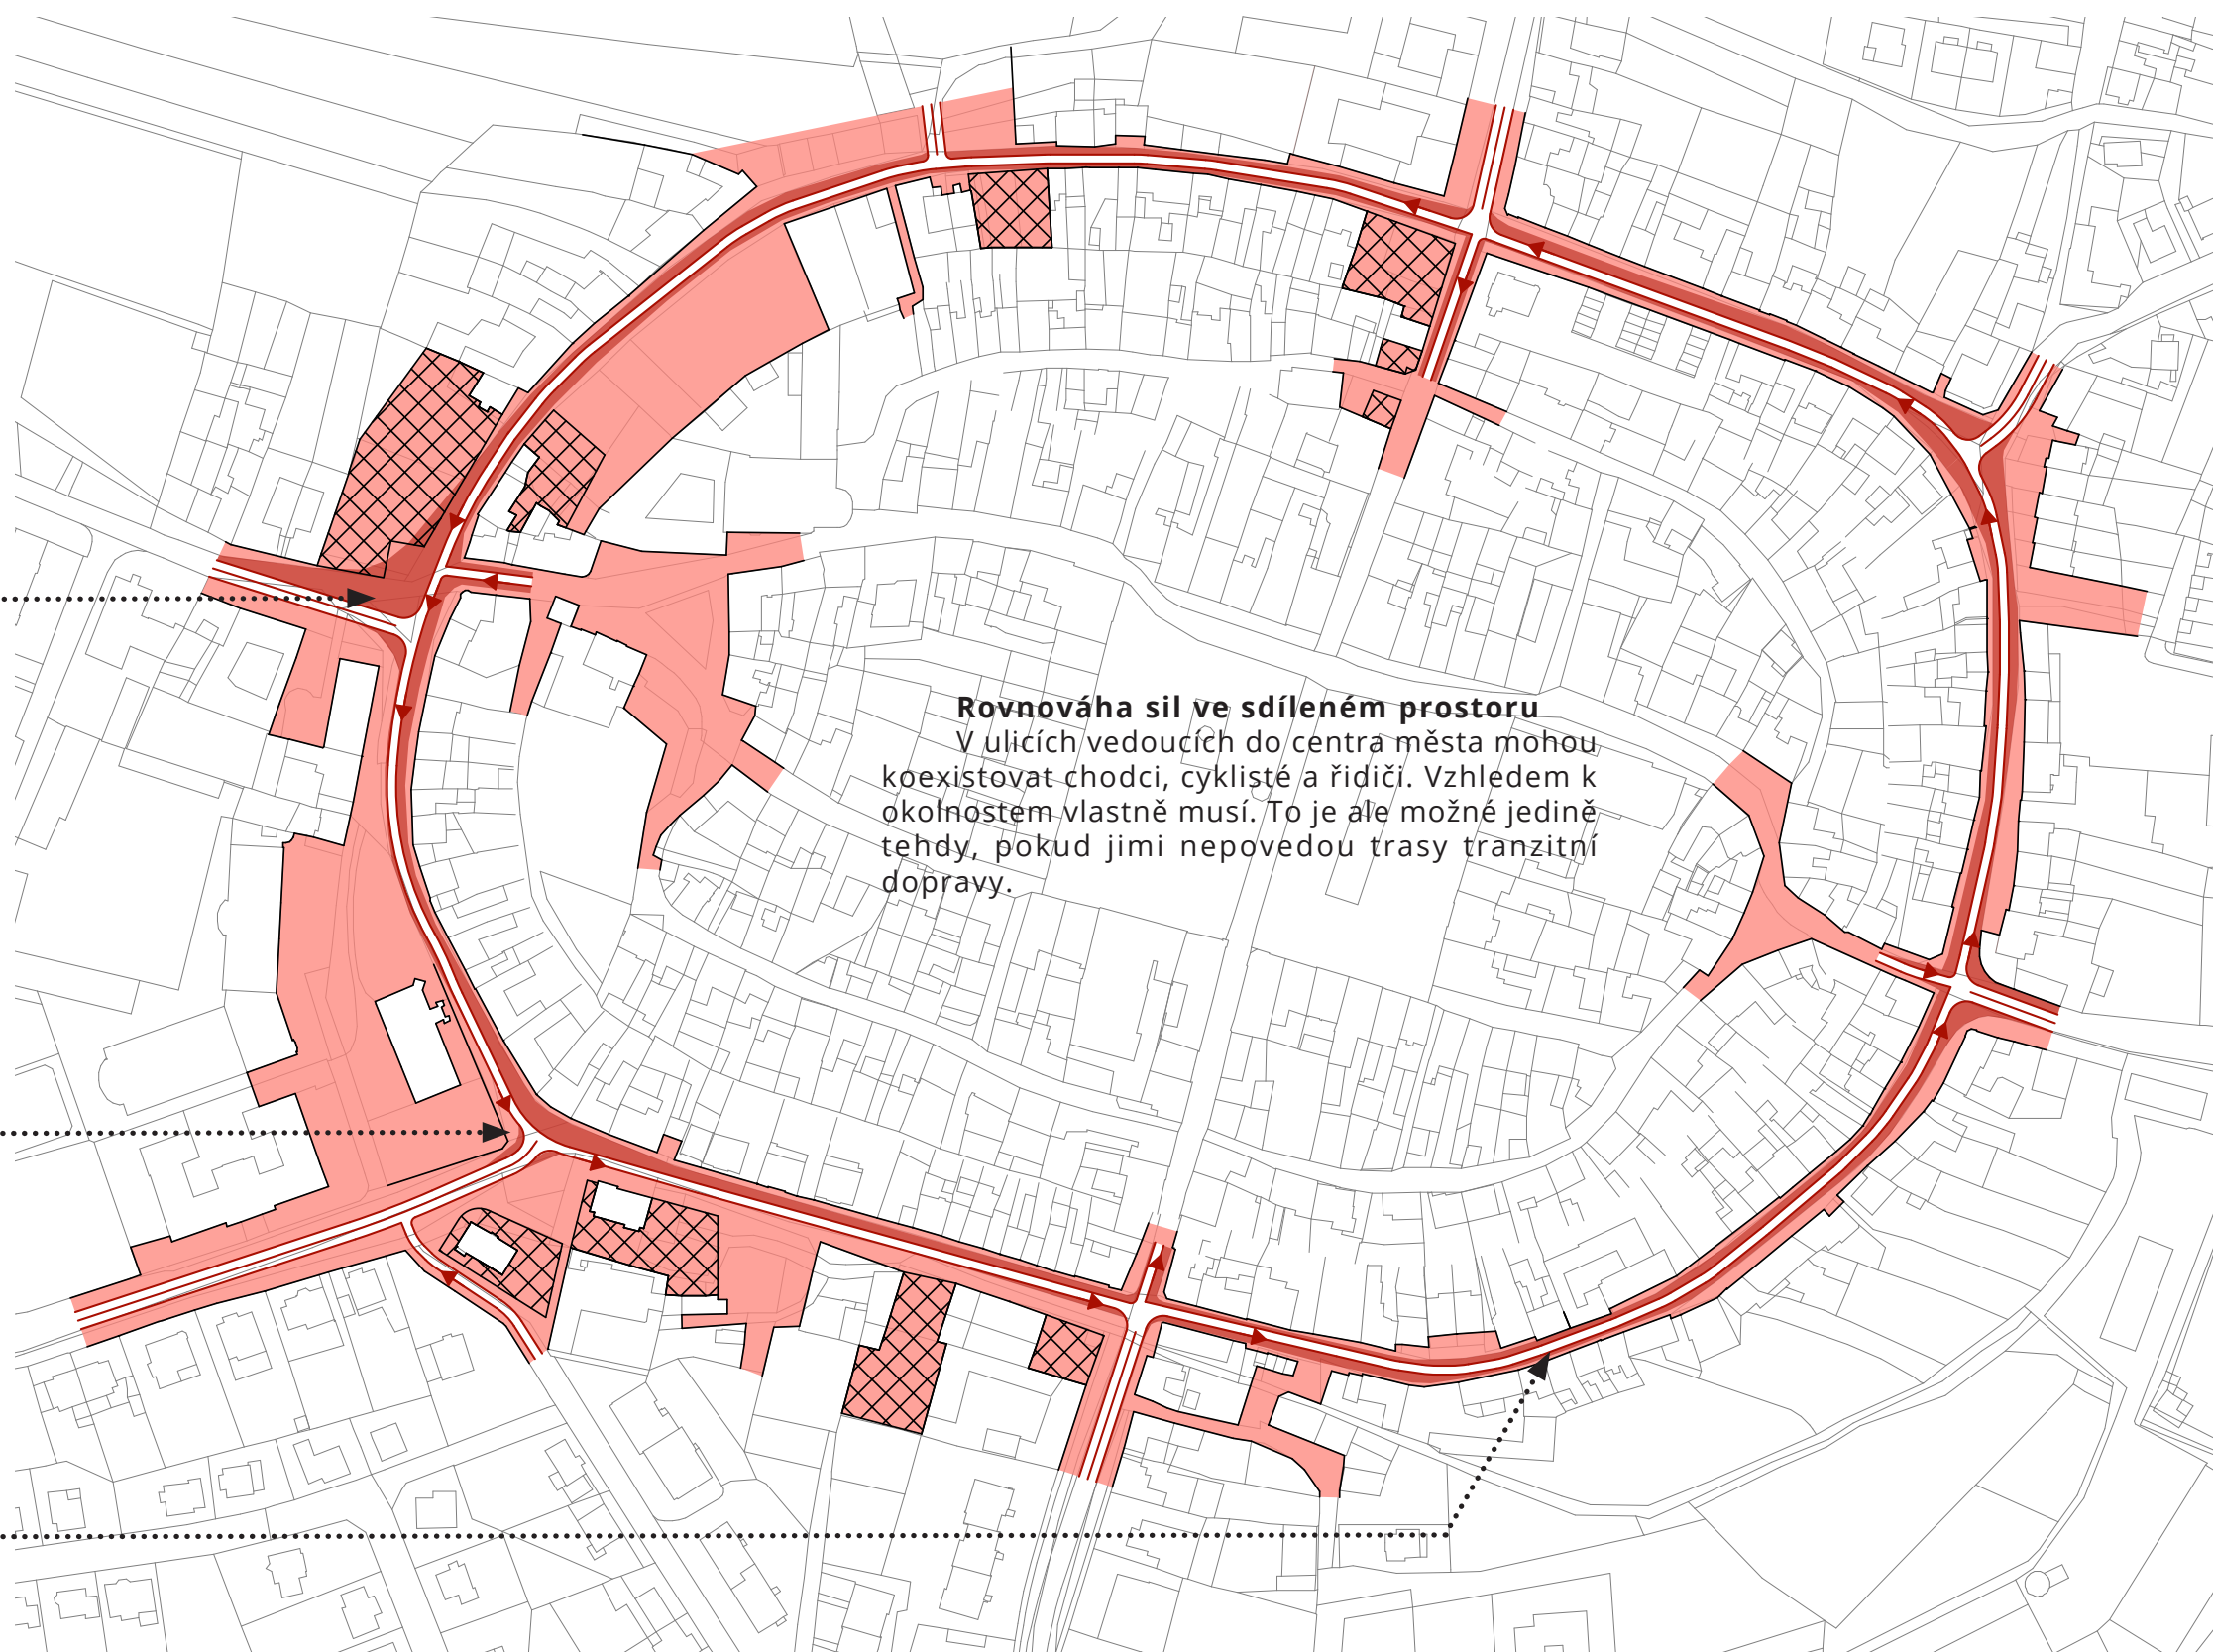 Rovnováha sil ve sdíleném prostoru
V ulicích vedoucích do centra města mohou
koexistovat chodci, cyklisté a řidiči. Vzhledem k
okolnostem vlastně musí. To je ale možné jedině
tehdy, pokud jimi nepovedou trasy tranzitní
dopravy.